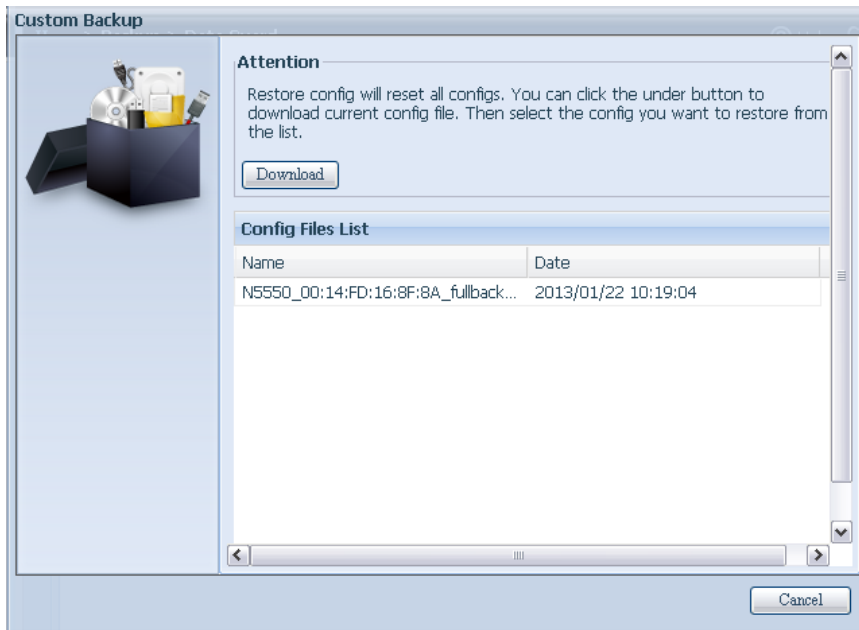 Custom Backup
Attention
Restore config will reset all configs. You can click the under button to
download current config file. Then select the config you want to restore from
the list.
Download
Config Files List
Name Date
N5550_00:14:FD:16:8F:8A_fullback... 2013/01/22 10:19:04
Cancel